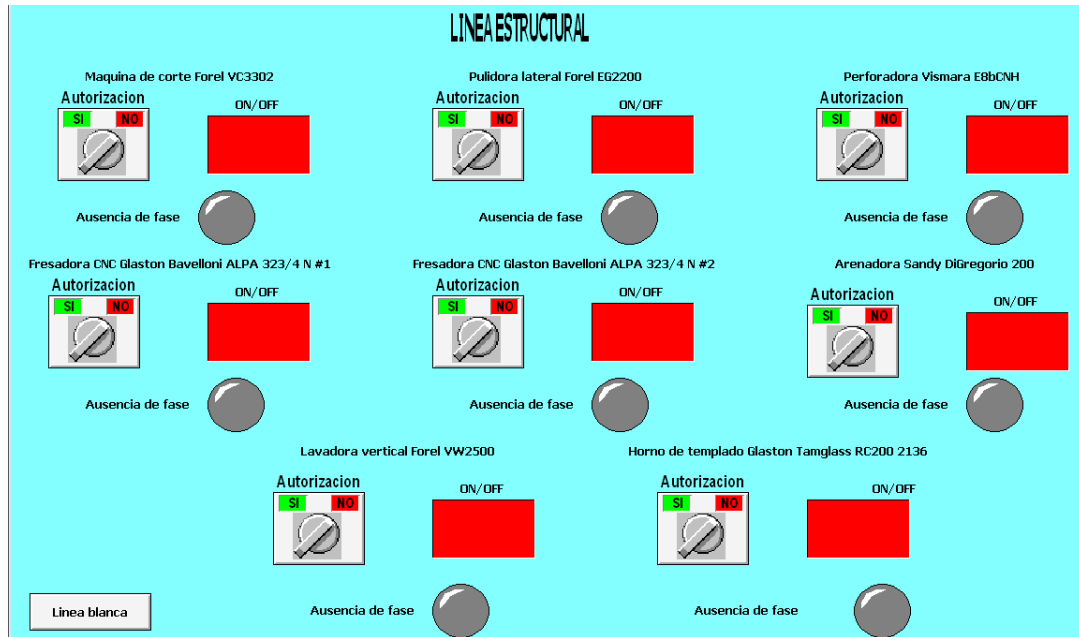 LINEA ESTRUCTURAL
Maquina de corte Forel VC3302
Autorizacion
SI NO
ON/OFF
Ausencia de fase
Pulidora lateral Forel EG2200
Autorizacion
SI NO
ON/OFF
Ausencia de fase
Perforadora Vismara E8bCNH
Autorizacion
SI NO
ON/OFF
Ausencia de fase
Fresadora CNC Glaston Bavelloni ALPA 323/4 N #1
Autorizacion
SI NO
ON/OFF
Ausencia de fase
Fresadora CNC Glaston Bavelloni ALPA 323/4 N #2
Autorizacion
SI NO
ON/OFF
Ausencia de fase
Arenadora Sandy DiGregorio 200
Autorizacion
SI NO
ON/OFF
Ausencia de fase
Lavadora vertical Forel VW2500
Autorizacion
SI NO
ON/OFF
Ausencia de fase
Horno de templado Glaston Tamglass RC200 2136
Autorizacion
SI NO
ON/OFF
Ausencia de fase
Linea blanca